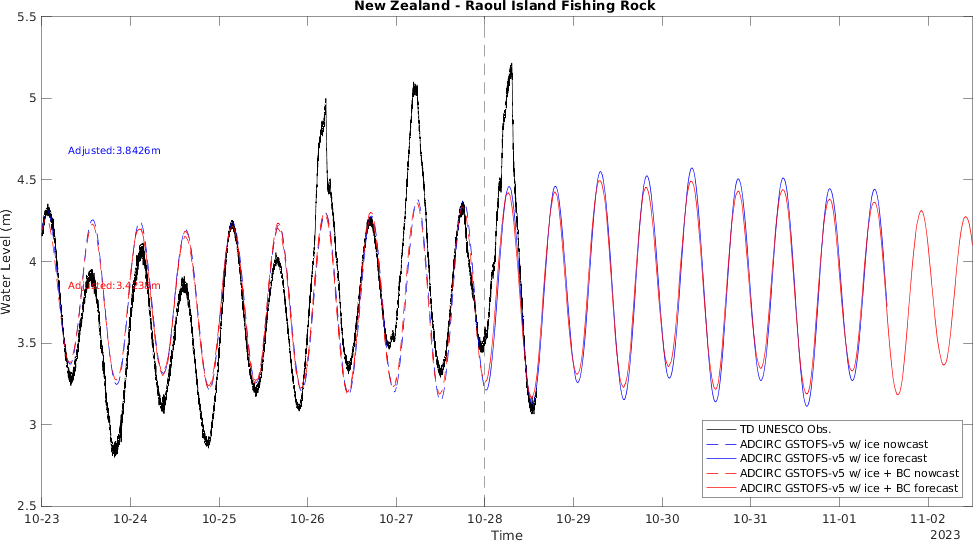 New Zealand - Raoul Island Fishing Rock
5.5
5
4.5
4
3.5
3
2.5
Water Level (m)
Adjusted:3.8426m
TD UNESCO Obs.
ADCIRC GSTOFS-v5 w/ ice nowcast
ADCIRC GSTOFS-v5 w/ ice forecast
ADCIRC GSTOFS-v5 w/ ice + BC nowcast
ADCIRC GSTOFS-v5 w/ ice + BC forecast
10-23
10-24
10-25
10-26
10-27
10-28
10-29
10-30
10-31
11-01
11-02
Time
2023